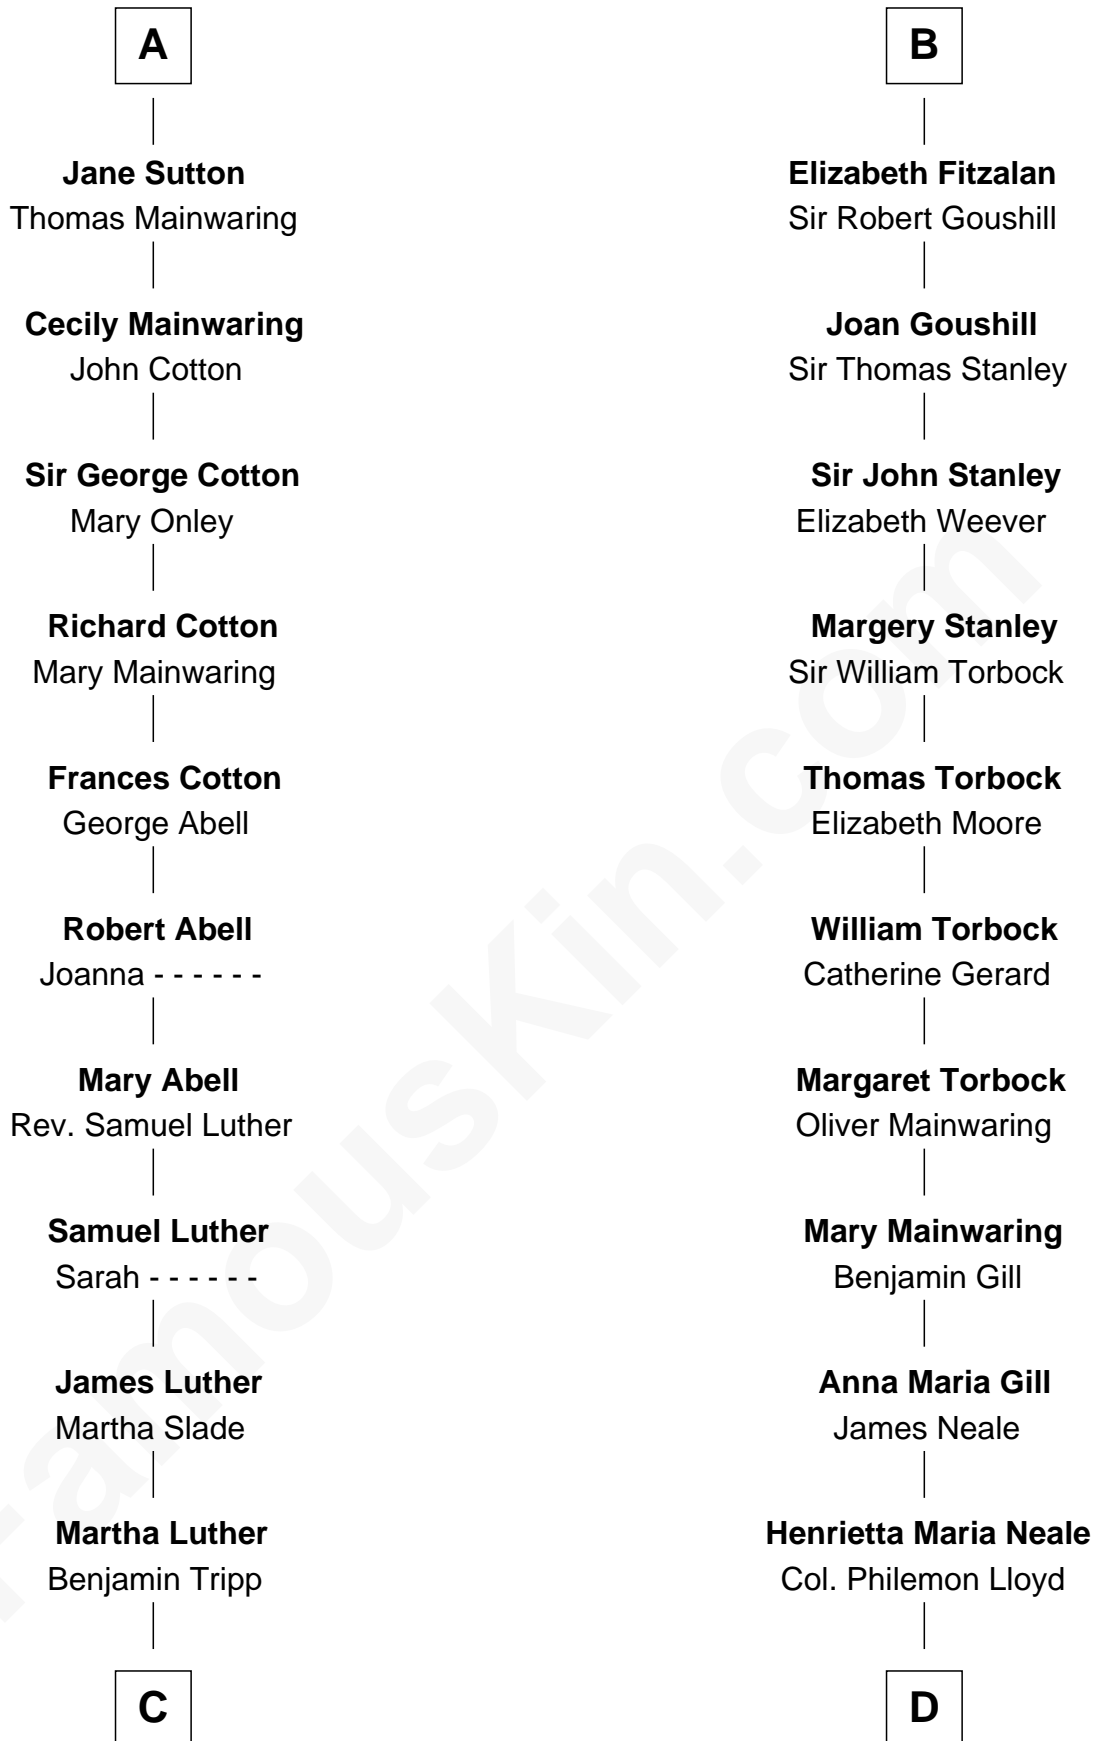 A
Jane Sutton
Thomas Mainwaring
Cecily Mainwaring
John Cotton
Sir George Cotton
Mary Onley
Richard Cotton
Mary Mainwaring
Frances Cotton
George Abell
Robert Abell
Joanna - - - - - -
Mary Abell
Rev. Samuel Luther
Samuel Luther
Sarah - - - - - -
James Luther
Martha Slade
Martha Luther
Benjamin Tripp
C
B
Elizabeth Fitzalan
Sir Robert Goushill
Joan Goushill
Sir Thomas Stanley
Sir John Stanley
Elizabeth Weever
Margery Stanley
Sir William Torbock
Thomas Torbock
Elizabeth Moore
William Torbock
Catherine Gerard
Margaret Torbock
Oliver Mainwaring
Mary Mainwaring
Benjamin Gill
Anna Maria Gill
James Neale
Henrietta Maria Neale
Col. Philemon Lloyd
D
FamousKin.com